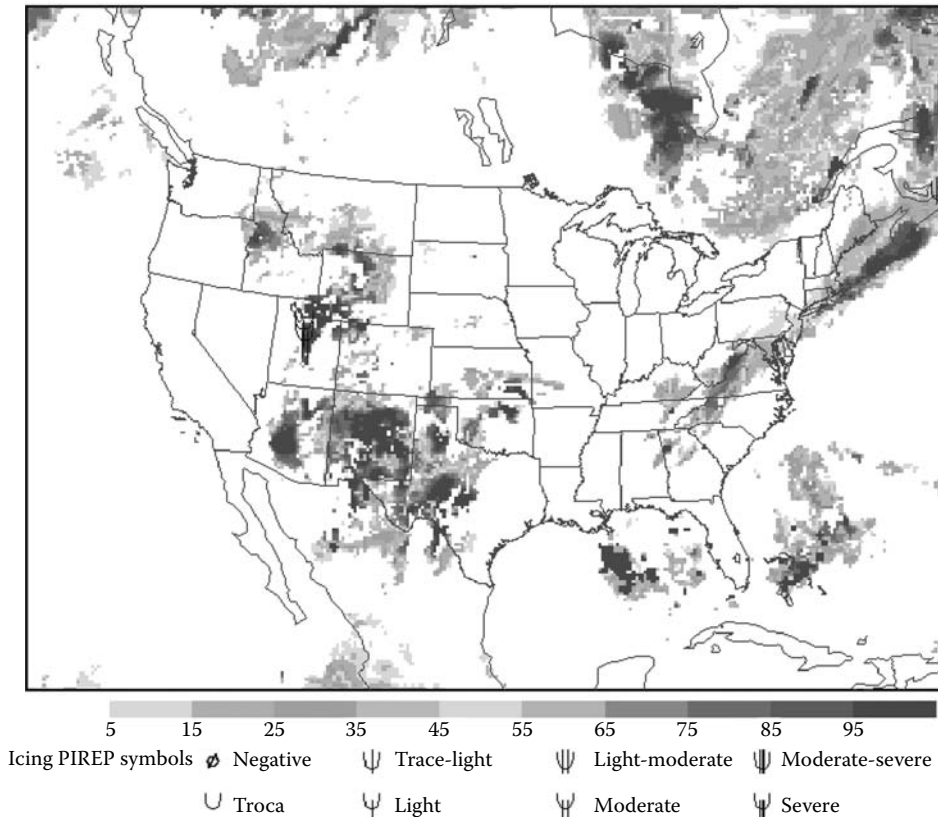 5 15 25 35 45 55 65 75 85 95
Icing PIREP symbols Negative Trace-light Light-moderate Moderate-severe
Troca Light Moderate Severe